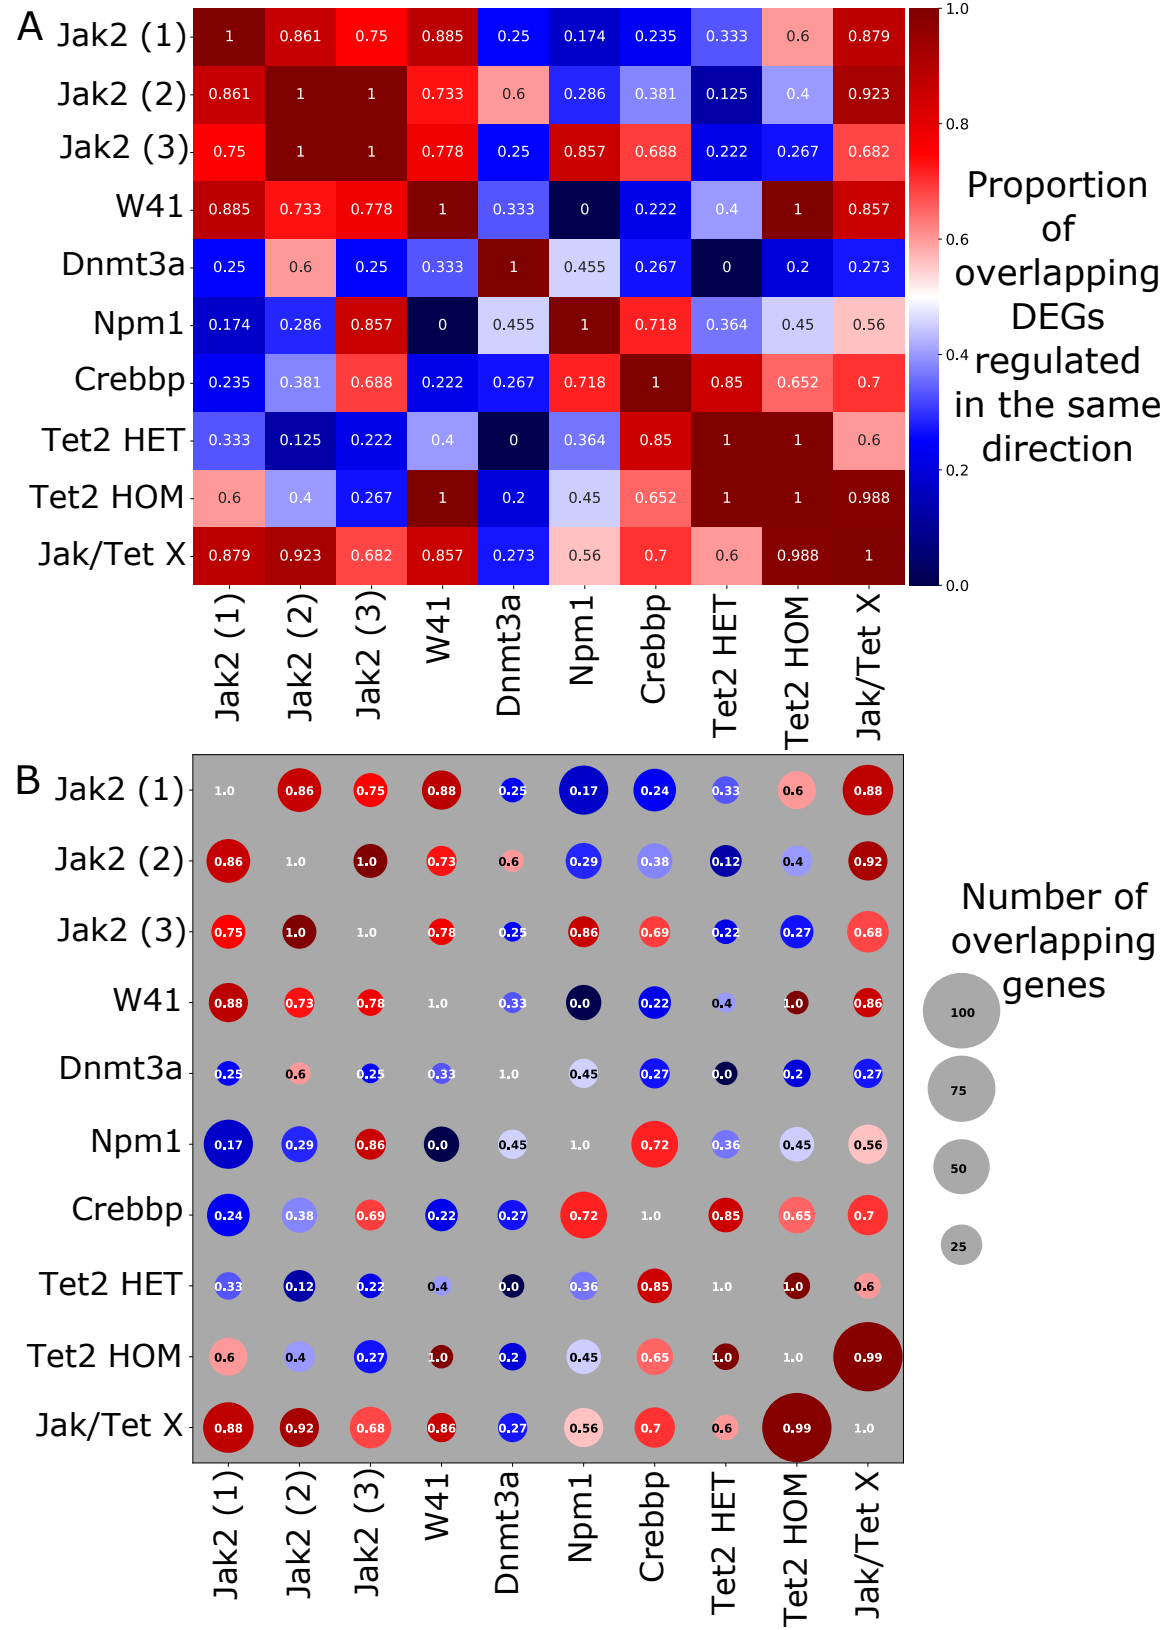 A
Jak2 (1) 1 0.861 0.75 0.885 0.25 0.174 0.235 0.333 0.6 0.879
Jak2 (2) 0.861 1 1 0.733 0.6 0.286 0.381 0.125 0.4 0.923
Jak2 (3) 0.75 1 1 0.778 0.25 0.857 0.688 0.222 0.267 0.682
W41 0.885 0.733 0.778 1 0.333 0 0.222 0.4 1 0.857
Dnmt3a 0.25 0.6 0.25 0.333 1 0.455 0.267 0 0.2 0.273
Npm1 0.174 0.286 0.857 0 0.455 1 0.718 0.364 0.45 0.56
Crebbp 0.235 0.381 0.688 0.222 0.267 0.718 1 0.85 0.652 0.7
Tet2 HET 0.333 0.125 0.222 0.4 0 0.364 0.85 1 1 0.6
Tet2 HOM 0.6 0.4 0.267 1 0.2 0.45 0.652 1 1 0.988
Jak/Tet X 0.879 0.923 0.682 0.857 0.273 0.56 0.7 0.6 0.988 1
Jak2 (1) Jak2 (2) Jak2 (3) W41 Dnmt3a Npm1 Crebbp Tet2 HET Tet2 HOM Jak/Tet X
1.0
0.8
0.6
0.4
0.2
0.0
Proportion
of
overlapping
DEGs
regulated
in the same
direction
B
Jak2 (1) 1.0 0.86 0.75 0.88 0.25 0.17 0.24 0.33 0.6 0.88
Jak2 (2) 0.86 1.0 1.0 0.73 0.6 0.29 0.38 0.12 0.4 0.92
Jak2 (3) 0.75 1.0 1.0 0.78 0.25 0.86 0.69 0.22 0.27 0.68
W41 0.88 0.73 0.78 1.0 0.33 0.0 0.22 0.4 1.0 0.86
Dnmt3a 0.25 0.6 0.25 0.33 1.0 0.45 0.27 0.0 0.2 0.27
Npm1 0.17 0.29 0.86 0.0 0.45 1.0 0.72 0.36 0.45 0.56
Crebbp 0.24 0.38 0.69 0.22 0.27 0.72 1.0 0.85 0.65 0.7
Tet2 HET 0.33 0.12 0.22 0.4 0.0 0.36 0.85 1.0 1.0 0.6
Tet2 HOM 0.6 0.4 0.27 1.0 0.2 0.45 0.65 1.0 1.0 0.99
Jak/Tet X 0.88 0.92 0.68 0.86 0.27 0.56 0.7 0.6 0.99 1.0
Jak2 (1) Jak2 (2) Jak2 (3) W41 Dnmt3a Npm1 Crebbp Tet2 HET Tet2 HOM Jak/Tet X
Number of
overlapping
genes
100
75
50
25